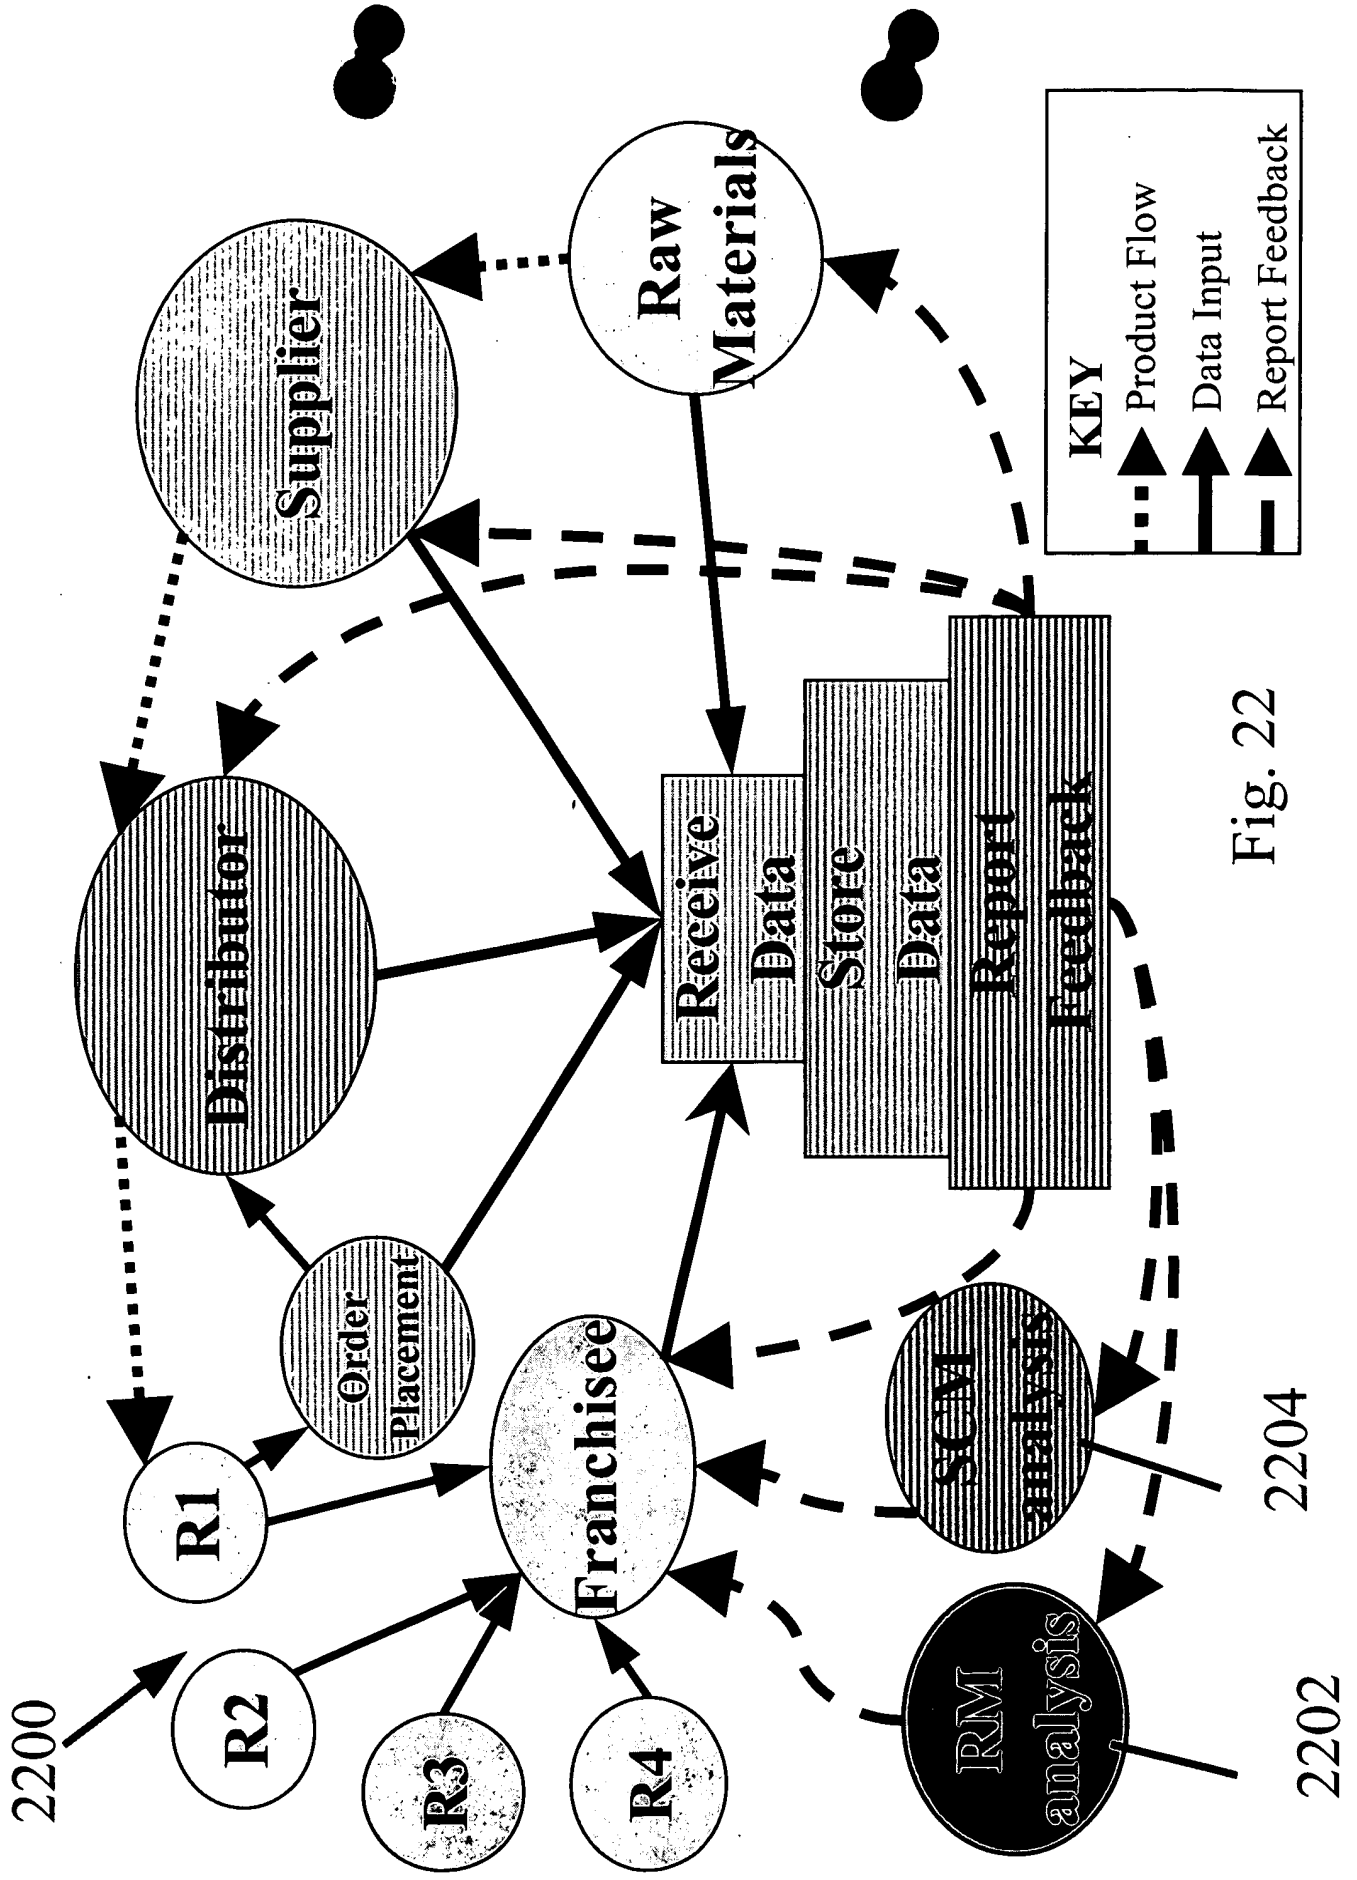 2200
R1
Distributor
R2
Supplier
Order
Placement
R3
Franchisee
R4
Raw
Materials
Receive
Data
Store
Data
Report
Feedback
SCM
analysis
RM
analysis
KEY
Product Flow
Data Input
Report Feedback
2202
2204
Fig. 22